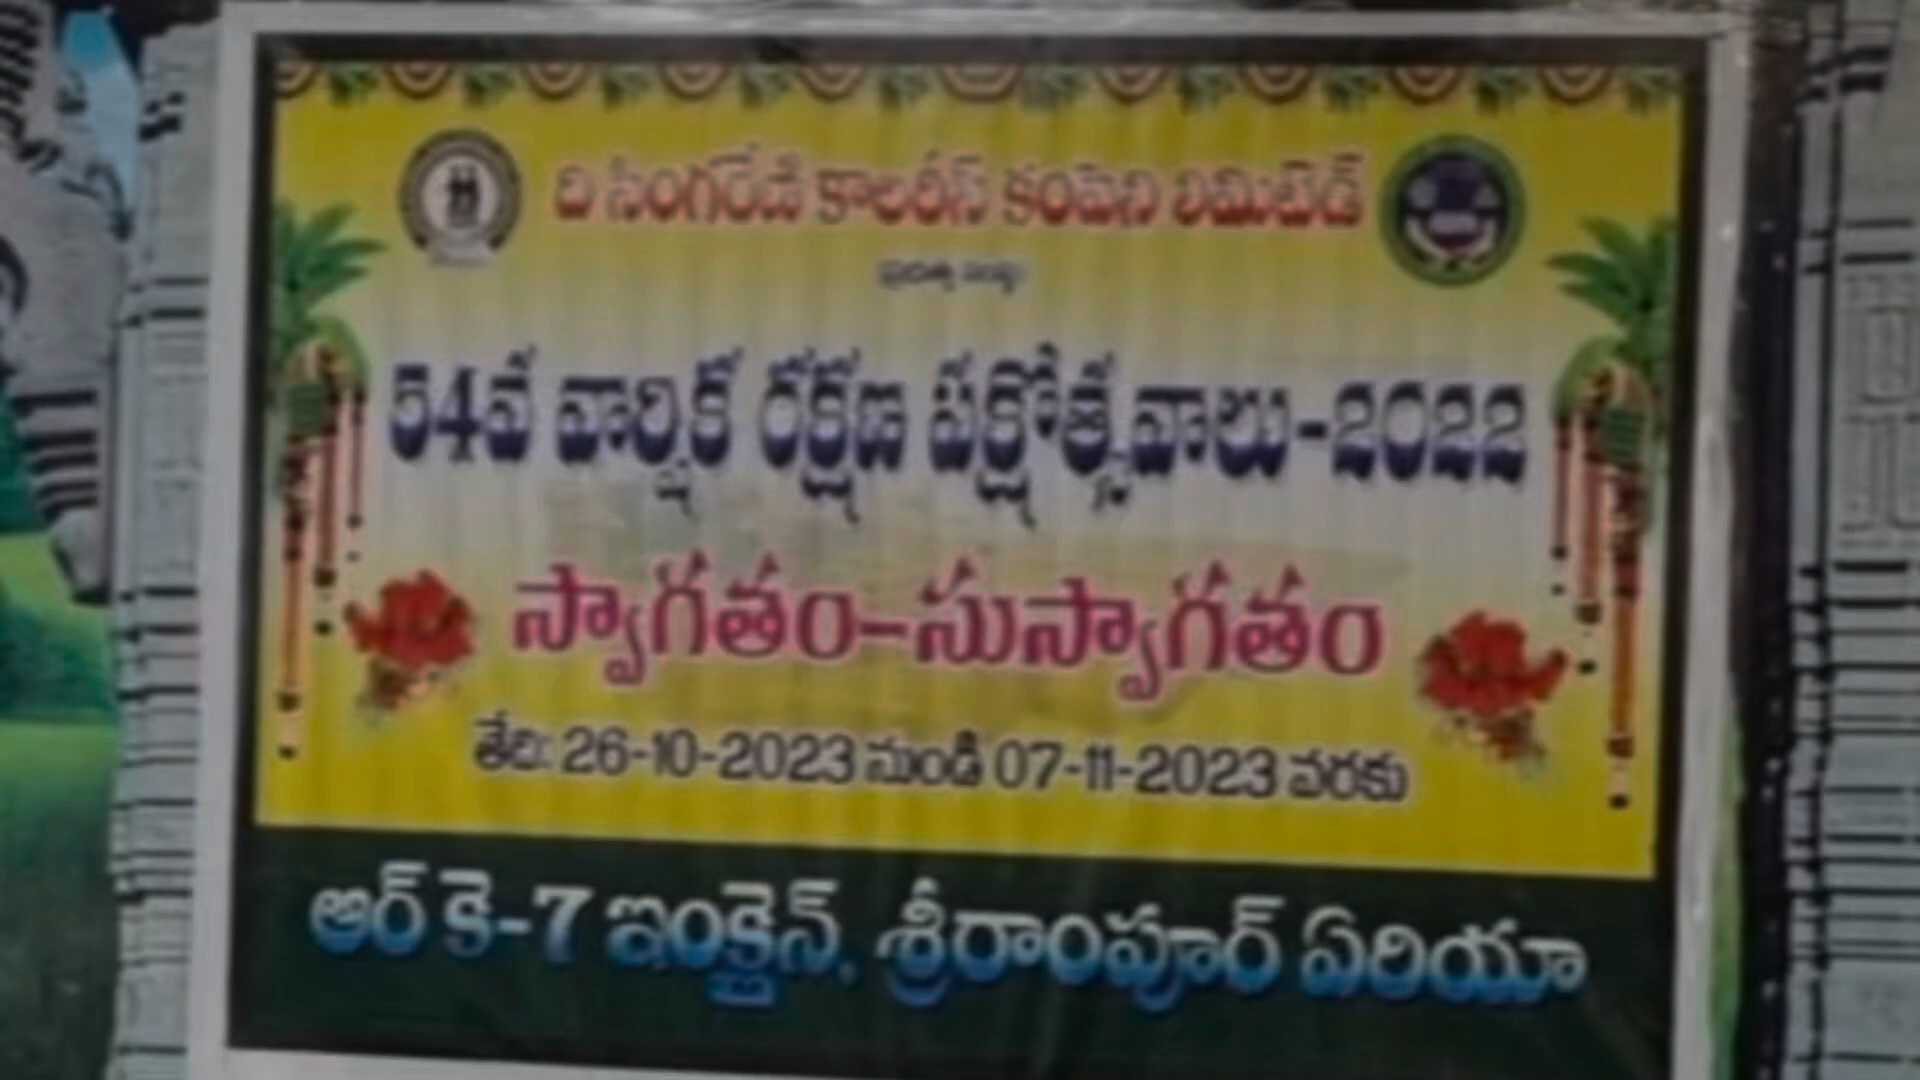 ది సింగరేణి కాలరీస్ కంపెని లిమిటెడ్
54వ వార్షిక రక్షణ పక్షోత్సవాలు-2022
స్వాగతం-సుస్వాగతం
తేది: 26-10-2023 నుండి 07-11-2023 వరకు
ఆర్ కె-7 ఇంక్లైన్, శ్రీరాంపూర్ ఏరియా